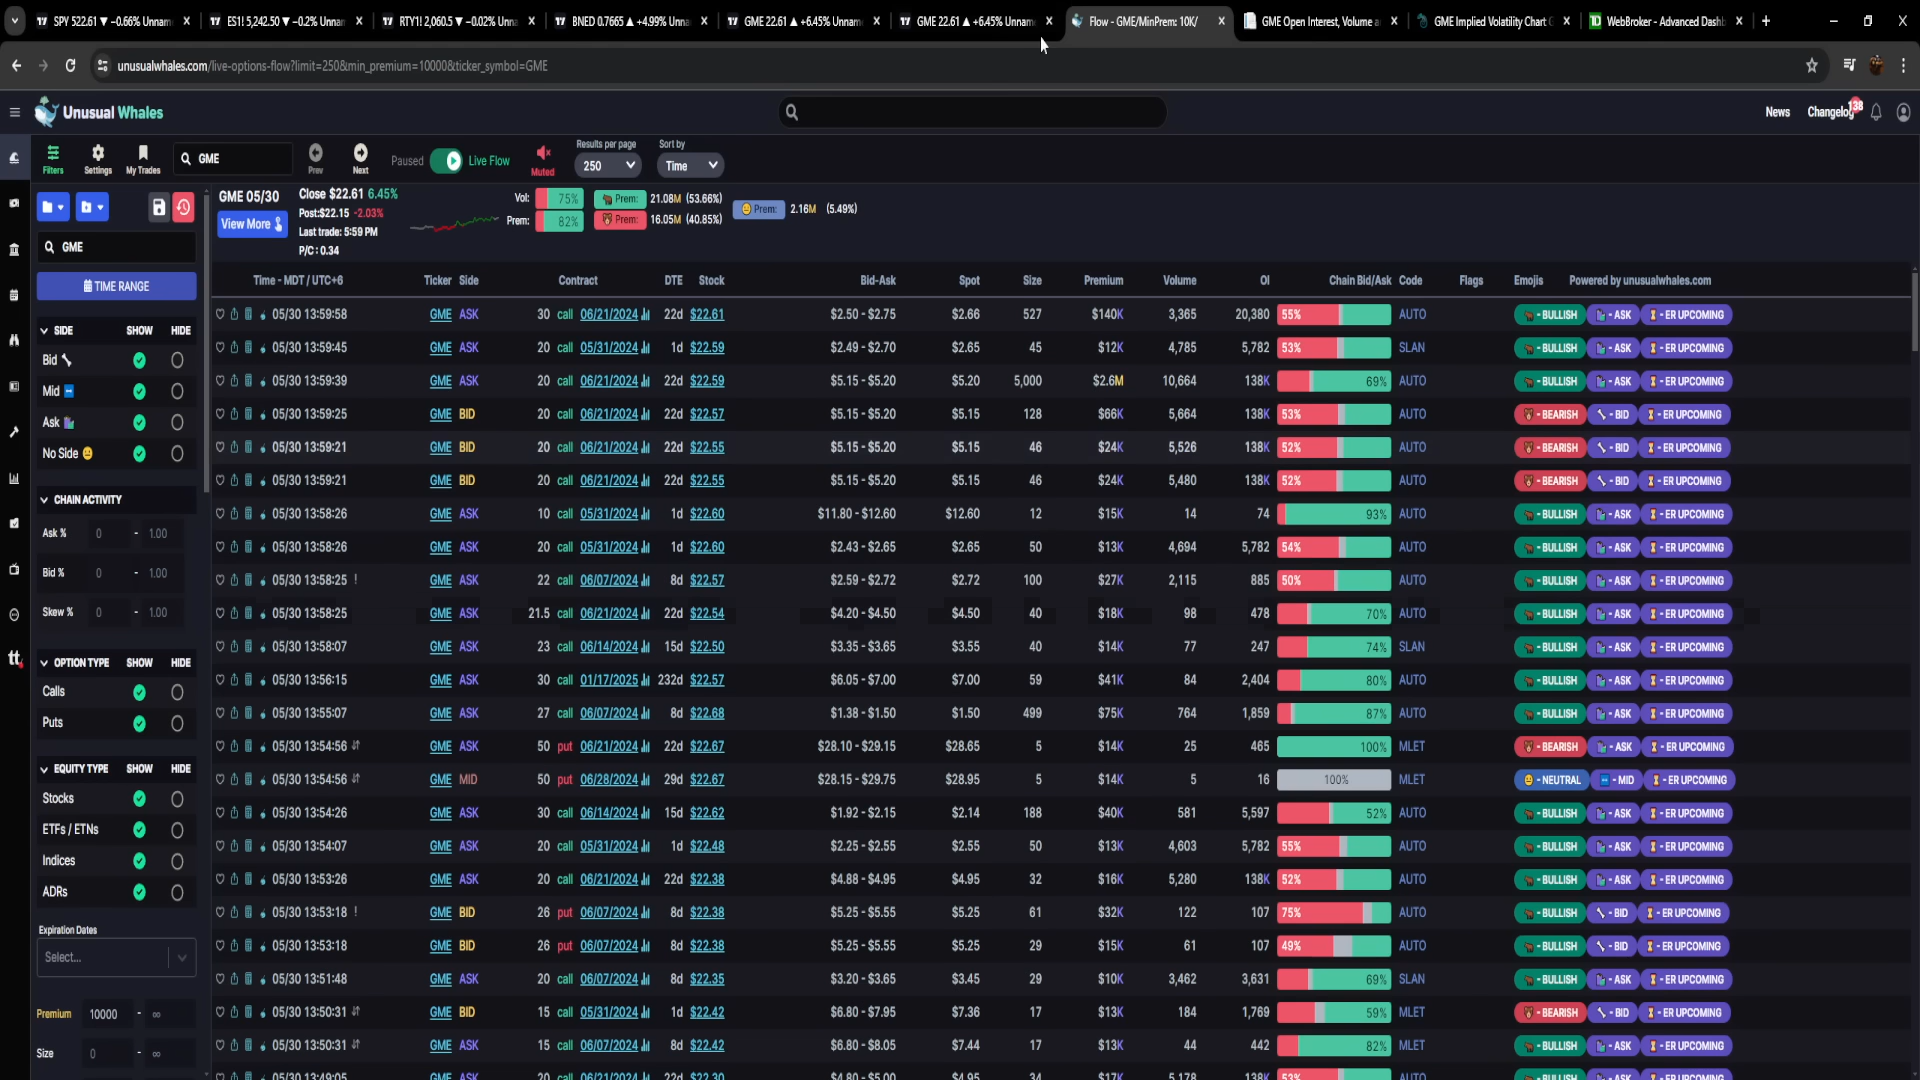 SPY 522.61 ▼ −0.66% Unnam
ES1! 5,242.50 ▼ −0.2% Unnan
RTY1! 2,060.5 ▼ −0.02% Unn
BNED 0.7665 ▲ +4.99% Unna
GME 22.61 ▲ +6.45% Unnam
GME 22.61 ▲ +6.45% Unnam
Flow - GME/MinPrem: 10K/
GME Open Interest, Volume a
GME Implied Volatility Chart
WebBroker - Advanced Dashb
unusualwhales.com/live-options-flow?limit=250&min_premium=10000&ticker_symbol=GME
Unusual Whales
News Changelog 138
Filters Settings My Trades GME Prev Next Paused Live Flow Muted Results per page 250 Sort by Time
GME 05/30 Close $22.61 6.45%
View More Post:$22.15 -2.03%
Last trade: 5:59 PM
P/C : 0.34
Vol: 75% Prem: 21.08M (53.66%)
Prem: 82% Prem: 16.05M (40.85%)
Prem: 2.16M (5.49%)
GME
TIME RANGE
SIDE SHOW HIDE
Bid
Mid
Ask
No Side
CHAIN ACTIVITY
Ask % 0 - 1.00
Bid % 0 - 1.00
Skew % 0 - 1.00
OPTION TYPE SHOW HIDE
Calls
Puts
EQUITY TYPE SHOW HIDE
Stocks
ETFs / ETNs
Indices
ADRs
Expiration Dates
Select...
Premium 10000 - ∞
Size 0 - ∞
Time - MDT / UTC+6 Ticker Side Contract DTE Stock Bid-Ask Spot Size Premium Volume OI Chain Bid/Ask Code Flags Emojis Powered by unusualwhales.com
05/30 13:59:58 GME ASK 30 call 06/21/2024 22d $22.61 $2.50 - $2.75 $2.66 527 $140K 3,365 20,380 55% AUTO - BULLISH - ASK - ER UPCOMING
05/30 13:59:45 GME ASK 20 call 05/31/2024 1d $22.59 $2.49 - $2.70 $2.65 45 $12K 4,785 5,782 53% SLAN - BULLISH - ASK - ER UPCOMING
05/30 13:59:39 GME ASK 20 call 06/21/2024 22d $22.59 $5.15 - $5.20 $5.20 5,000 $2.6M 10,664 138K 69% AUTO - BULLISH - ASK - ER UPCOMING
05/30 13:59:25 GME BID 20 call 06/21/2024 22d $22.57 $5.15 - $5.20 $5.15 128 $66K 5,664 138K 53% AUTO - BEARISH - BID - ER UPCOMING
05/30 13:59:21 GME BID 20 call 06/21/2024 22d $22.55 $5.15 - $5.20 $5.15 46 $24K 5,526 138K 52% AUTO - BEARISH - BID - ER UPCOMING
05/30 13:59:21 GME BID 20 call 06/21/2024 22d $22.55 $5.15 - $5.20 $5.15 46 $24K 5,480 138K 52% AUTO - BEARISH - BID - ER UPCOMING
05/30 13:58:26 GME ASK 10 call 05/31/2024 1d $22.60 $11.80 - $12.60 $12.60 12 $15K 14 74 93% AUTO - BULLISH - ASK - ER UPCOMING
05/30 13:58:26 GME ASK 20 call 05/31/2024 1d $22.60 $2.43 - $2.65 $2.65 50 $13K 4,694 5,782 54% AUTO - BULLISH - ASK - ER UPCOMING
05/30 13:58:25 ! GME ASK 22 call 06/07/2024 8d $22.57 $2.59 - $2.72 $2.72 100 $27K 2,115 885 50% AUTO - BULLISH - ASK - ER UPCOMING
05/30 13:58:25 GME ASK 21.5 call 06/21/2024 22d $22.54 $4.20 - $4.50 $4.50 40 $18K 98 478 70% AUTO - BULLISH - ASK - ER UPCOMING
05/30 13:58:07 GME ASK 23 call 06/14/2024 15d $22.50 $3.35 - $3.65 $3.55 40 $14K 77 247 74% SLAN - BULLISH - ASK - ER UPCOMING
05/30 13:56:15 GME ASK 30 call 01/17/2025 232d $22.57 $6.05 - $7.00 $7.00 59 $41K 84 2,404 80% AUTO - BULLISH - ASK - ER UPCOMING
05/30 13:55:07 GME ASK 27 call 06/07/2024 8d $22.68 $1.38 - $1.50 $1.50 499 $75K 764 1,859 87% AUTO - BULLISH - ASK - ER UPCOMING
05/30 13:54:56 GME ASK 50 put 06/21/2024 22d $22.67 $28.10 - $29.15 $28.65 5 $14K 25 465 100% MLET - BEARISH - ASK - ER UPCOMING
05/30 13:54:56 GME MID 50 put 06/28/2024 29d $22.67 $28.15 - $29.75 $28.95 5 $14K 5 16 100% MLET - NEUTRAL - MID - ER UPCOMING
05/30 13:54:26 GME ASK 30 call 06/14/2024 15d $22.62 $1.92 - $2.15 $2.14 188 $40K 581 5,597 52% AUTO - BULLISH - ASK - ER UPCOMING
05/30 13:54:07 GME ASK 20 call 05/31/2024 1d $22.48 $2.25 - $2.55 $2.55 50 $13K 4,603 5,782 55% AUTO - BULLISH - ASK - ER UPCOMING
05/30 13:53:26 GME ASK 20 call 06/21/2024 22d $22.38 $4.88 - $4.95 $4.95 32 $16K 5,280 138K 52% AUTO - BULLISH - ASK - ER UPCOMING
05/30 13:53:18 ! GME BID 26 put 06/07/2024 8d $22.38 $5.25 - $5.55 $5.25 61 $32K 122 107 75% AUTO - BULLISH - BID - ER UPCOMING
05/30 13:53:18 GME BID 26 put 06/07/2024 8d $22.38 $5.25 - $5.55 $5.25 29 $15K 61 107 49% AUTO - BULLISH - BID - ER UPCOMING
05/30 13:51:48 GME ASK 20 call 06/07/2024 8d $22.35 $3.20 - $3.65 $3.45 29 $10K 3,462 3,631 69% SLAN - BULLISH - ASK - ER UPCOMING
05/30 13:50:31 GME BID 15 call 05/31/2024 1d $22.42 $6.80 - $7.95 $7.36 17 $13K 184 1,769 59% MLET - BEARISH - BID - ER UPCOMING
05/30 13:50:31 GME ASK 15 call 06/07/2024 8d $22.42 $6.80 - $8.05 $7.44 17 $13K 44 442 82% MLET - BULLISH - ASK - ER UPCOMING
05/30 13:49:05 GME ASK 20 call 06/21/2024 22d $22.30 $4.80 - $5.00 $4.95 34 $17K 5,178 138K 53% AUTO - BULLISH - ASK - ER UPCOMING